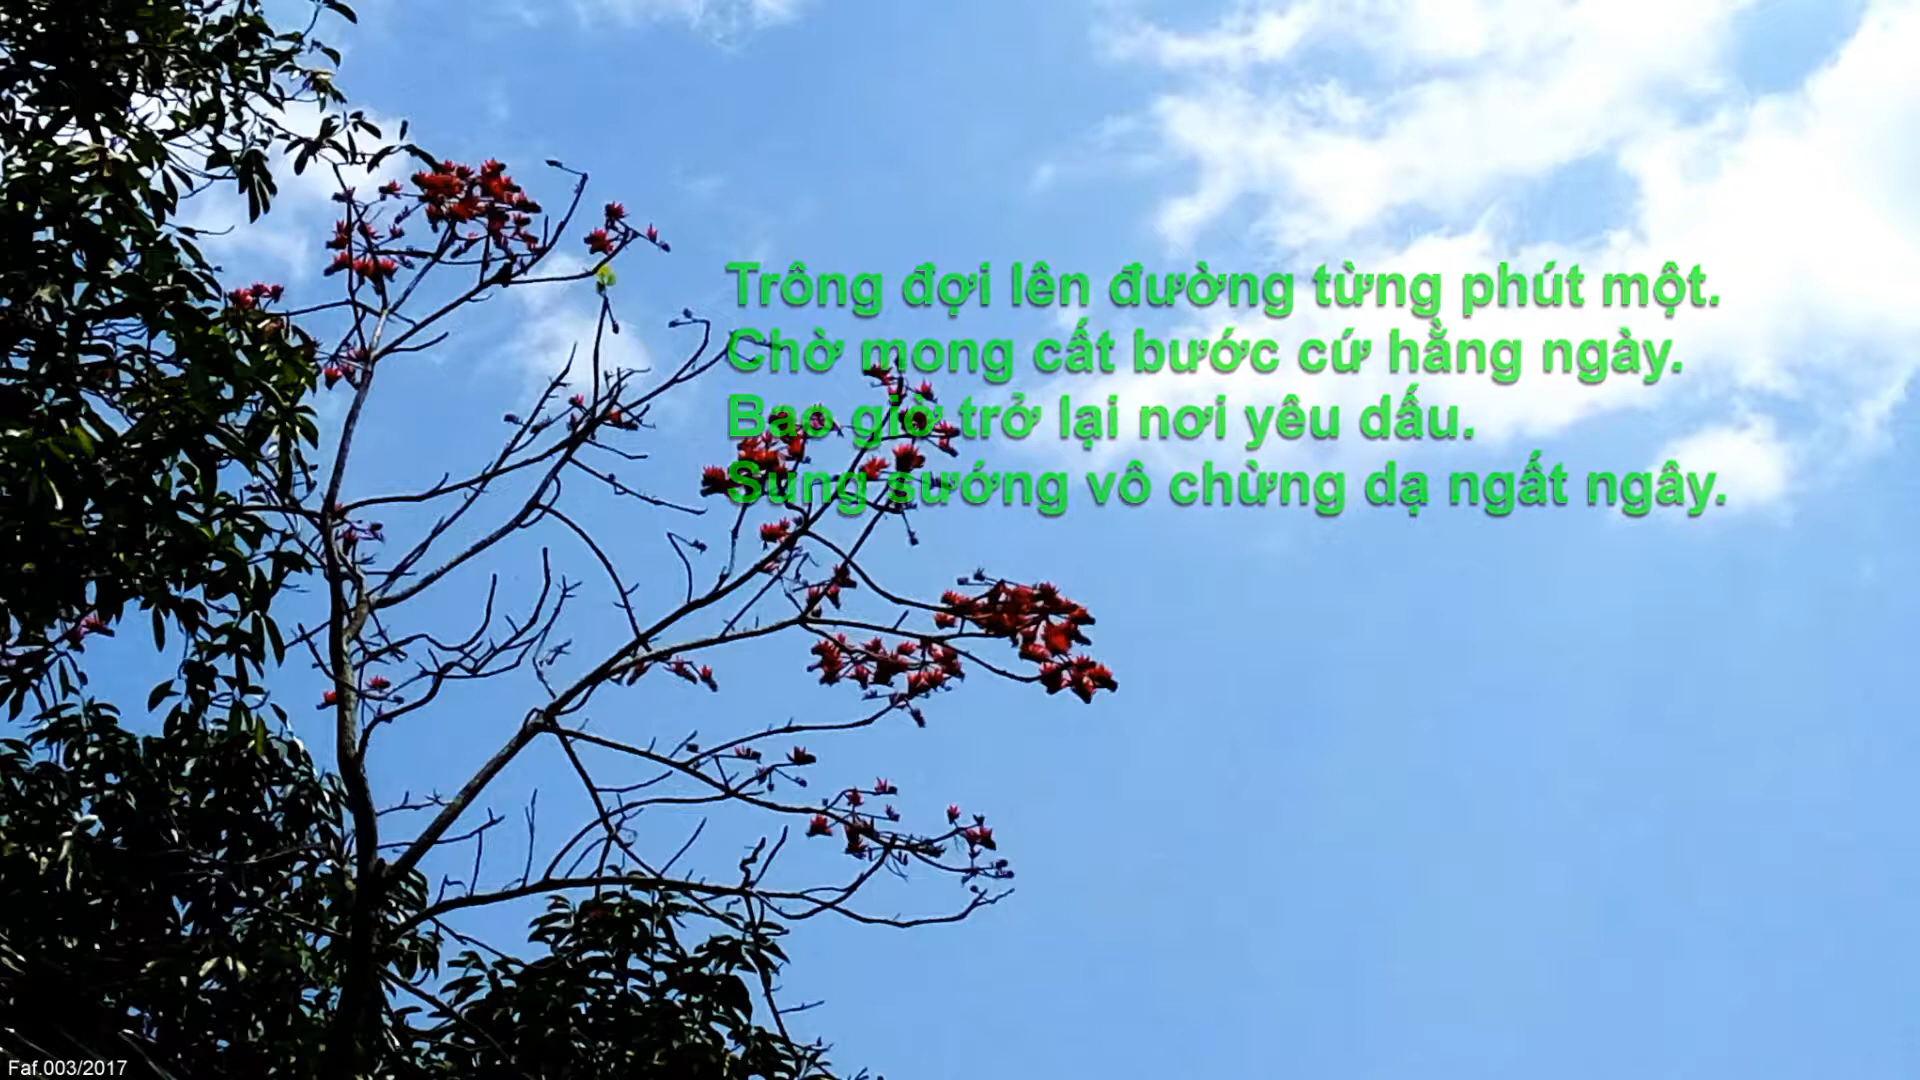 Trông đợi lên đường từng phút một.
Chờ mong cất bước cứ hằng ngày.
Bao giờ trở lại nơi yêu dấu.
Sung sướng vô chừng dạ ngất ngây.
Faf.003/2017